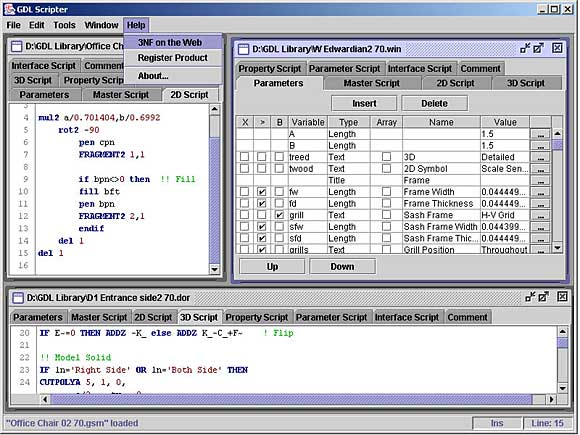 GDL Scripter
File Edit Tools Window Help
3NF on the Web
Register Product
About...
D:\GDL Library\Office Cha
Interface Script Comment
3D Script Property Scrip
Parameters Master Script 2D Script
3
4 mul2 a/0.701404,b/0.6992
5 rot2 -90
6 pen cpn
7 FRAGMENT2 1,1
8
9 if bpn<>0 then !! Fill
10 fill bft
11 pen bpn
12 FRAGMENT2 2,1
13 endif
14 del 1
15 del 1
16
D:\GDL Library\W Edwardian2 70.win
Property Script Parameter Script Interface Script Comment
Parameters Master Script 2D Script 3D Script
Insert Delete
X > B Variable Type Array Name Value
A Length 1.5 ...
B Length 1.5 ...
treed Text 3D Detailed ...
twood Text 2D Symbol Scale Sen... ...
Title Frame
fw Length Frame Width 0.044449... ...
fd Length Frame Thickness 0.050800... ...
grill Text Sash Frame H-V Grid ...
sfw Length Sash Frame Width 0.044399... ...
sfd Length Sash Frame Thic... 0.044449... ...
grills Text Grill Position Throughout ...
Up Down
D:\GDL Library\D1 Entrance side2 70.dor
Parameters Master Script 2D Script 3D Script Property Script Parameter Script Interface Script Comment
20 IF E-=0 THEN ADDZ -K_ else ADDZ K_-C_+F~ ! Flip
21
22 !! Model Solid
23 IF ln='Right Side' OR ln='Both Side' THEN
24 CUTPOLYA 5, 1, 0,
"Office Chair 02 70.gsm" loaded
Ins
Line: 15